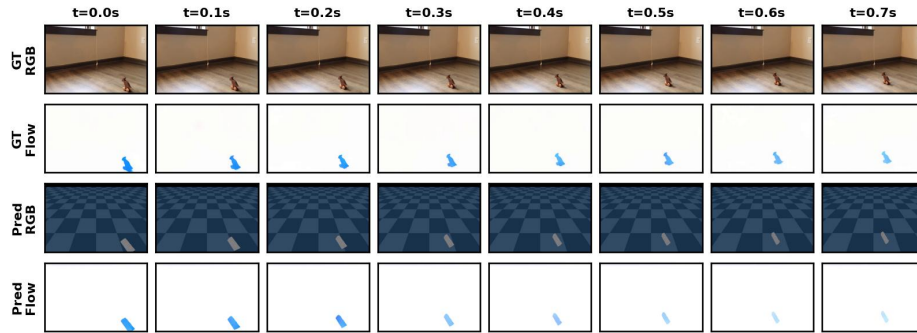 t=0.0s t=0.1s t=0.2s t=0.3s t=0.4s t=0.5s t=0.6s t=0.7s
GT
RGB
GT
Flow
Pred
RGB
Pred
Flow